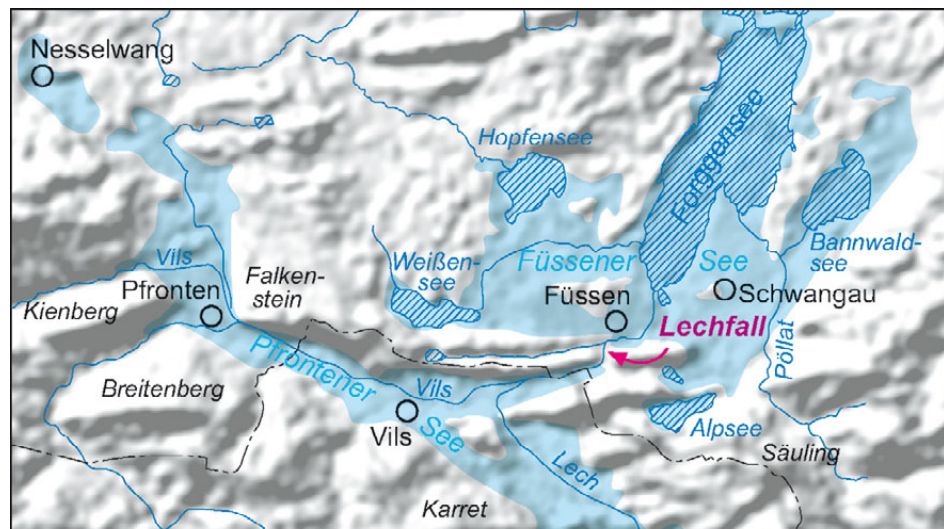 Nesselwang
Hopfensee
Forggensee
Vils
Falken-
stein
Weißen-
see
Füssener
See
Bannwald-
see
Pfronten
Kienberg
Füssen
Schwangau
Lechfall
Breitenberg
Pfrontener
See
Vils
Vils
Pöllat
Alpsee
Säuling
Lech
Karret